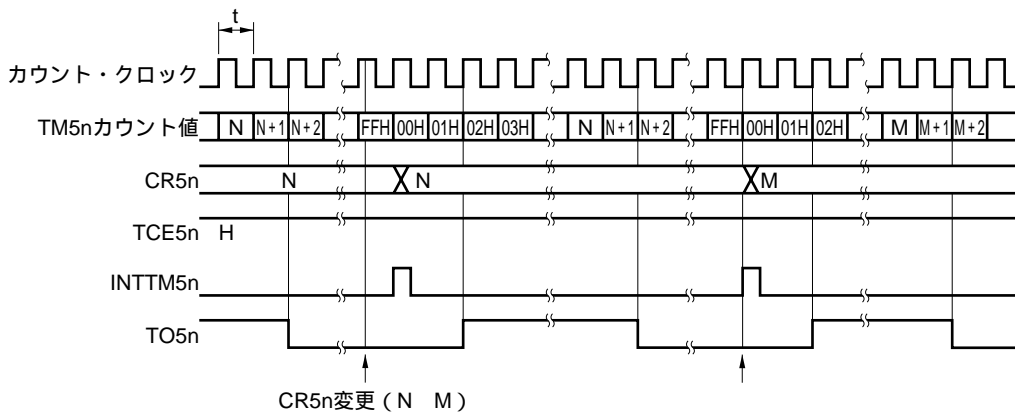 t
カウント・クロック
TM5nカウント値 N N+1 N+2 FFH 00H 01H 02H 03H N N+1 N+2 FFH 00H 01H 02H M M+1 M+2
CR5n N N M
TCE5n H
INTTM5n
TO5n
CR5n変更（N　M）